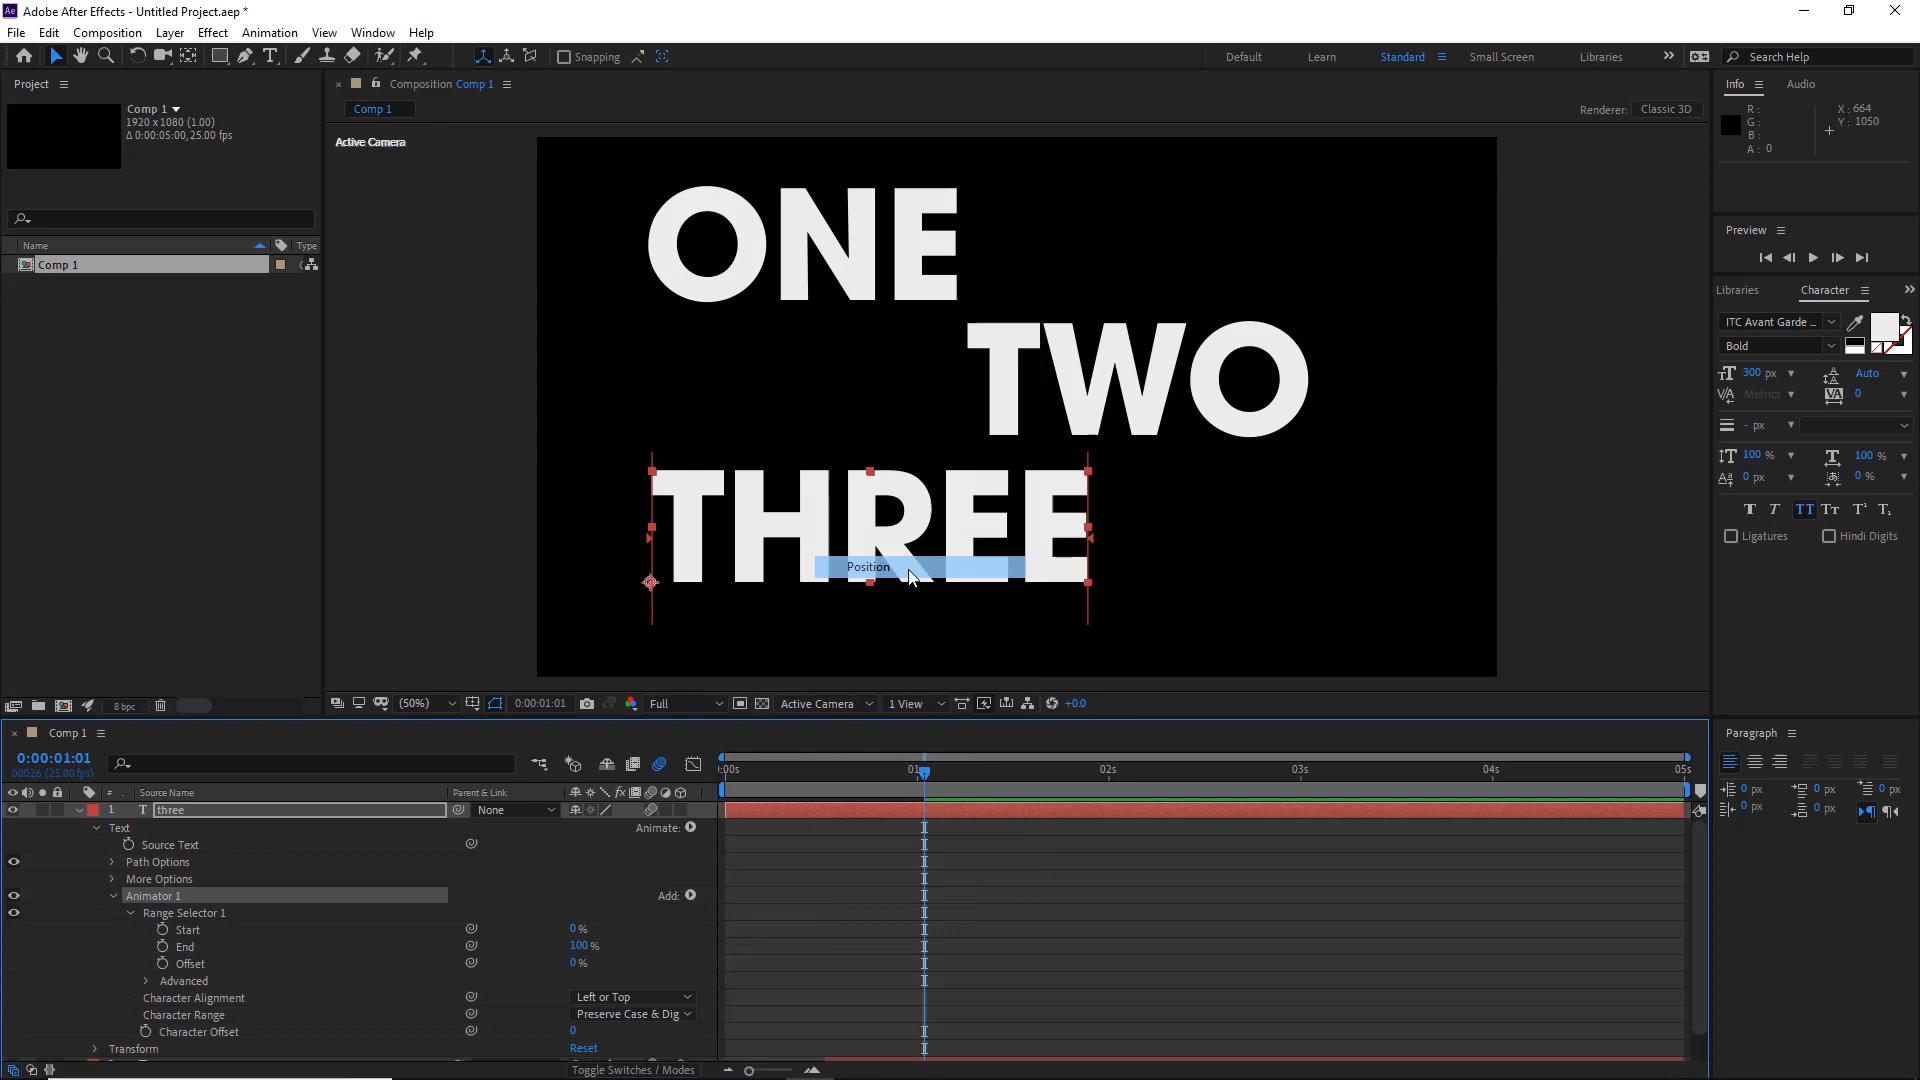 Adobe After Effects - Untitled Project.aep *
File Edit Composition Layer Effect Animation View Window Help
Snapping
Default Learn Standard Small Screen Libraries
Search Help
Project
Comp 1
1920 x 1080 (1.00)
Δ 0:00:05:00, 25.00 fps
Name Type
Comp 1
8 bpc
Composition Comp 1
Comp 1
Renderer: Classic 3D
Active Camera
ONE
TWO
THREE
Position
(50%) 0:00:01:01 Full Active Camera 1 View +0.0
Info Audio
R :
G :
B :
A : 0
X : 664
Y : 1050
Preview
Libraries Character
ITC Avant Garde ...
Bold
300 px Auto
Metrics 0
- px
100 % 100 %
0 px 0 %
Ligatures Hindi Digits
Paragraph
0 px 0 px 0 px
0 px 0 px
Comp 1
0:00:01:01
00026 (25.00 fps)
:00s 01 02s 03s 04s 05s
# Source Name Parent & Link
1 T three None
Text Animate:
Source Text
Path Options
More Options
Animator 1 Add:
Range Selector 1
Start 0 %
End 100 %
Offset 0 %
Advanced
Character Alignment Left or Top
Character Range Preserve Case & Dig
Character Offset 0
Transform Reset
Toggle Switches / Modes